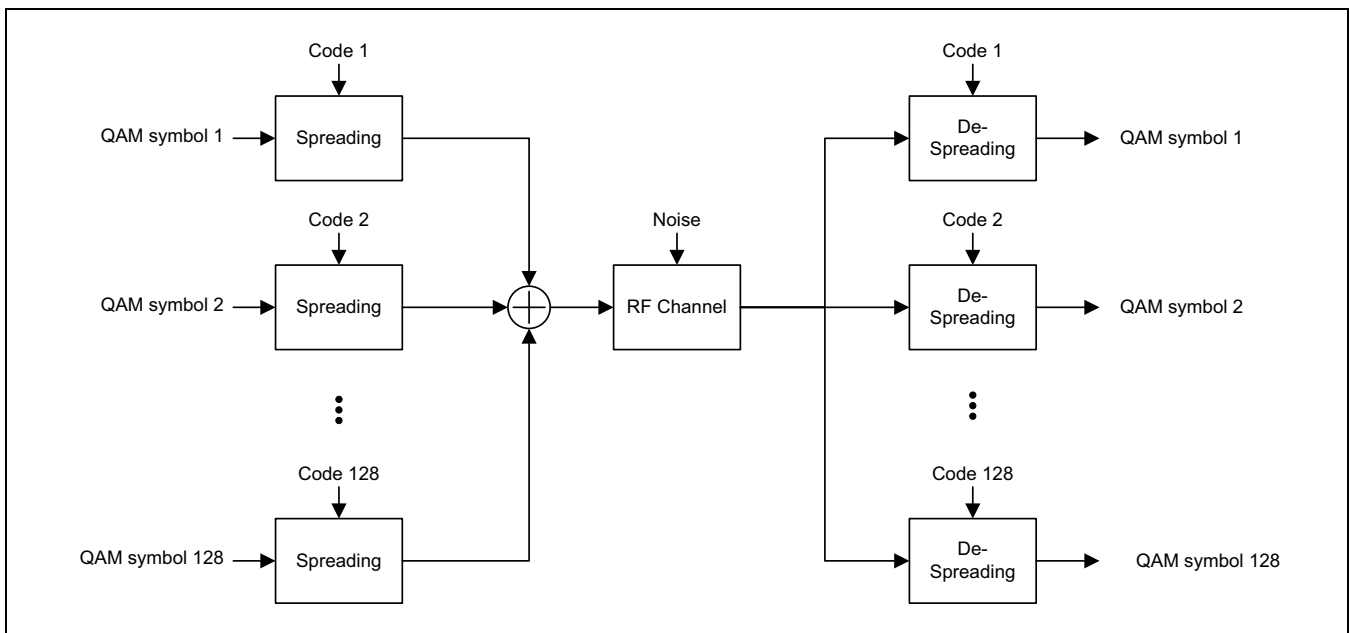 Code 1
QAM symbol 1
Spreading
Code 2
QAM symbol 2
Spreading
Code 128
QAM symbol 128
Spreading
Noise
RF Channel
Code 1
De-
Spreading
QAM symbol 1
Code 2
De-
Spreading
QAM symbol 2
Code 128
De-
Spreading
QAM symbol 128